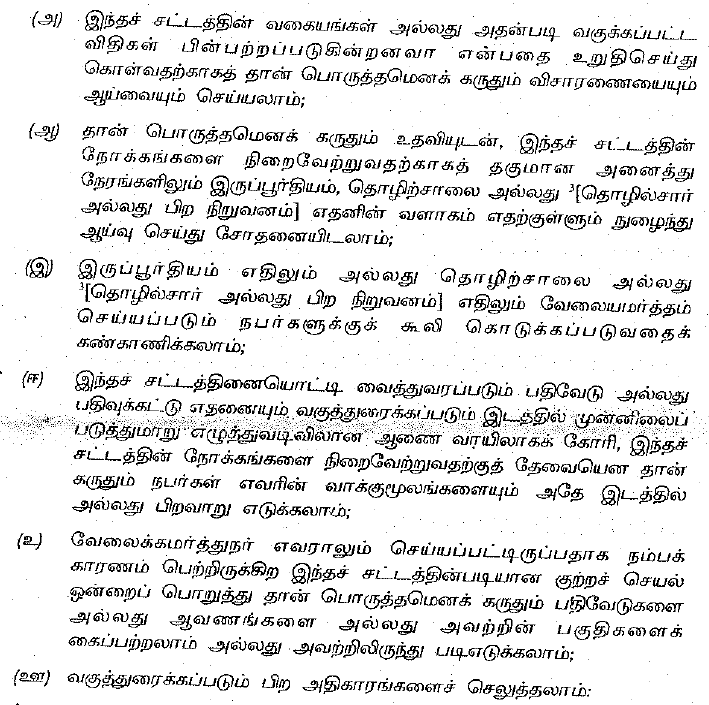 (அ) இந்தச் சட்டத்தின் வகையங்கள் அல்லது அதன்படி வகுக்கப்பட்ட
விதிகள் பின்பற்றப்படுகின்றனவா என்பதை உறுதிசெய்து
கொள்வதற்காகத் தான் பொருத்தமெனக் கருதும் விசாரணையையும்
ஆய்வையும் செய்யலாம்;
(ஆ) தான் பொருத்தமெனக் கருதும் உதவியுடன், இந்தச் சட்டத்தின்
நோக்கங்களை நிறைவேற்றுவதற்காகத் தகுமான அனைத்து
நேரங்களிலும் இருப்பூர்தியம், தொழிற்சாலை அல்லது ³[தொழில்சார்
அல்லது பிற நிறுவனம்] எதனின் வளாகம் எதற்குள்ளும் நுழைந்து
ஆய்வு செய்து சோதனையிடலாம்;
(இ) இருப்பூர்தியம் எதிலும் அல்லது தொழிற்சாலை அல்லது
³[தொழில்சார் அல்லது பிற நிறுவனம்] எதிலும் வேலையமர்த்தம்
செய்யப்படும் நபர்களுக்குக் கூலி கொடுக்கப்படுவதைக்
கண்காணிக்கலாம்;
(ஈ) இந்தச் சட்டத்தினையொட்டி வைத்துவரப்படும் பதிவேடு அல்லது
பதிவுக்கட்டு எதனையும் வகுத்துரைக்கப்படும் இடத்தில் முன்னிலைப்
படுத்துமாறு எழுத்துவடிவிலான ஆணை வாயிலாகக் கோரி, இந்தச்
சட்டத்தின் நோக்கங்களை நிறைவேற்றுவதற்குத் தேவையென தான்
கருதும் நபர்கள் எவரின் வாக்குமூலங்களையும் அதே இடத்தில்
அல்லது பிறவாறு எடுக்கலாம்;
(உ) வேலைக்கமர்த்துநர் எவராலும் செய்யப்பட்டிருப்பதாக நம்பக்
காரணம் பெற்றிருக்கிற இந்தச் சட்டத்தின்படியான குற்றச் செயல்
ஒன்றைப் பொறுத்து தான் பொருத்தமெனக் கருதும் பதிவேடுகளை
அல்லது ஆவணங்களை அல்லது அவற்றின் பகுதிகளைக்
கைப்பற்றலாம் அல்லது அவற்றிலிருந்து படிஎடுக்கலாம்;
(ஊ) வகுத்துரைக்கப்படும் பிற அதிகாரங்களைச் செலுத்தலாம்: